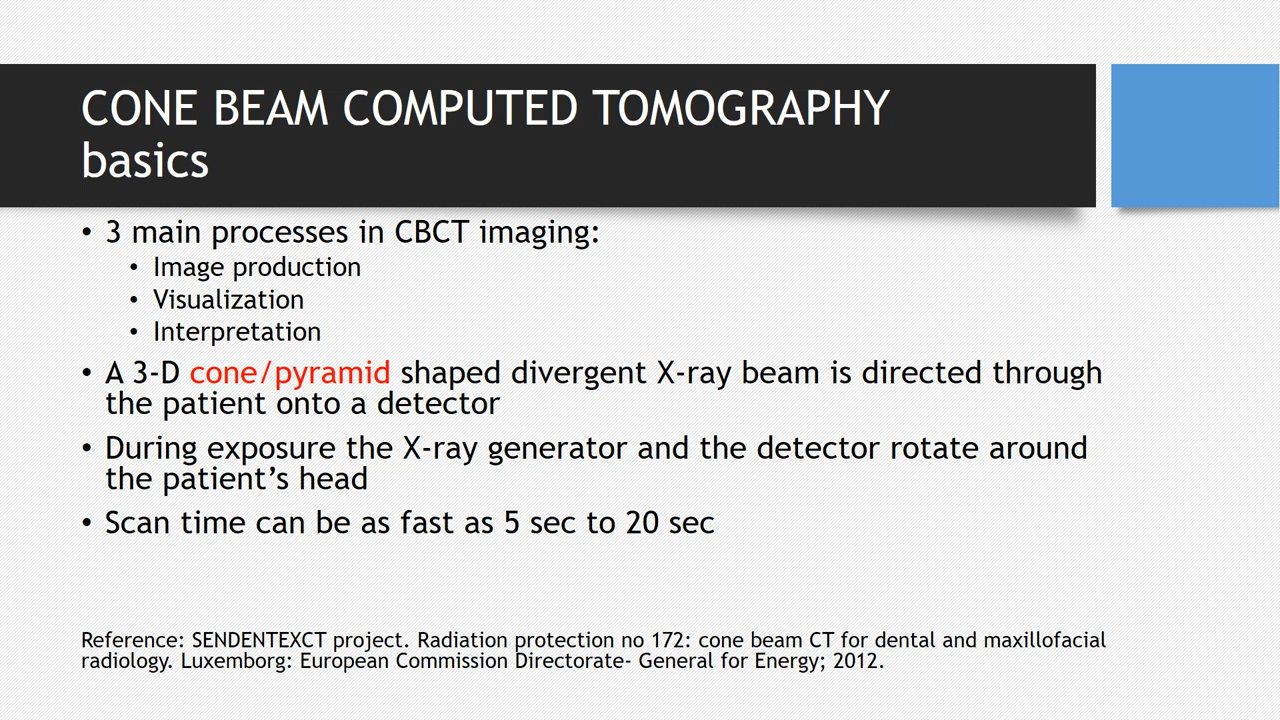 CONE BEAM COMPUTED TOMOGRAPHY
basics
• 3 main processes in CBCT imaging:
• Image production
• Visualization
• Interpretation
• A 3-D cone/pyramid shaped divergent X-ray beam is directed through
the patient onto a detector
• During exposure the X-ray generator and the detector rotate around
the patient’s head
• Scan time can be as fast as 5 sec to 20 sec
Reference: SENDENTEXCT project. Radiation protection no 172: cone beam CT for dental and maxillofacial
radiology. Luxemborg: European Commission Directorate- General for Energy; 2012.